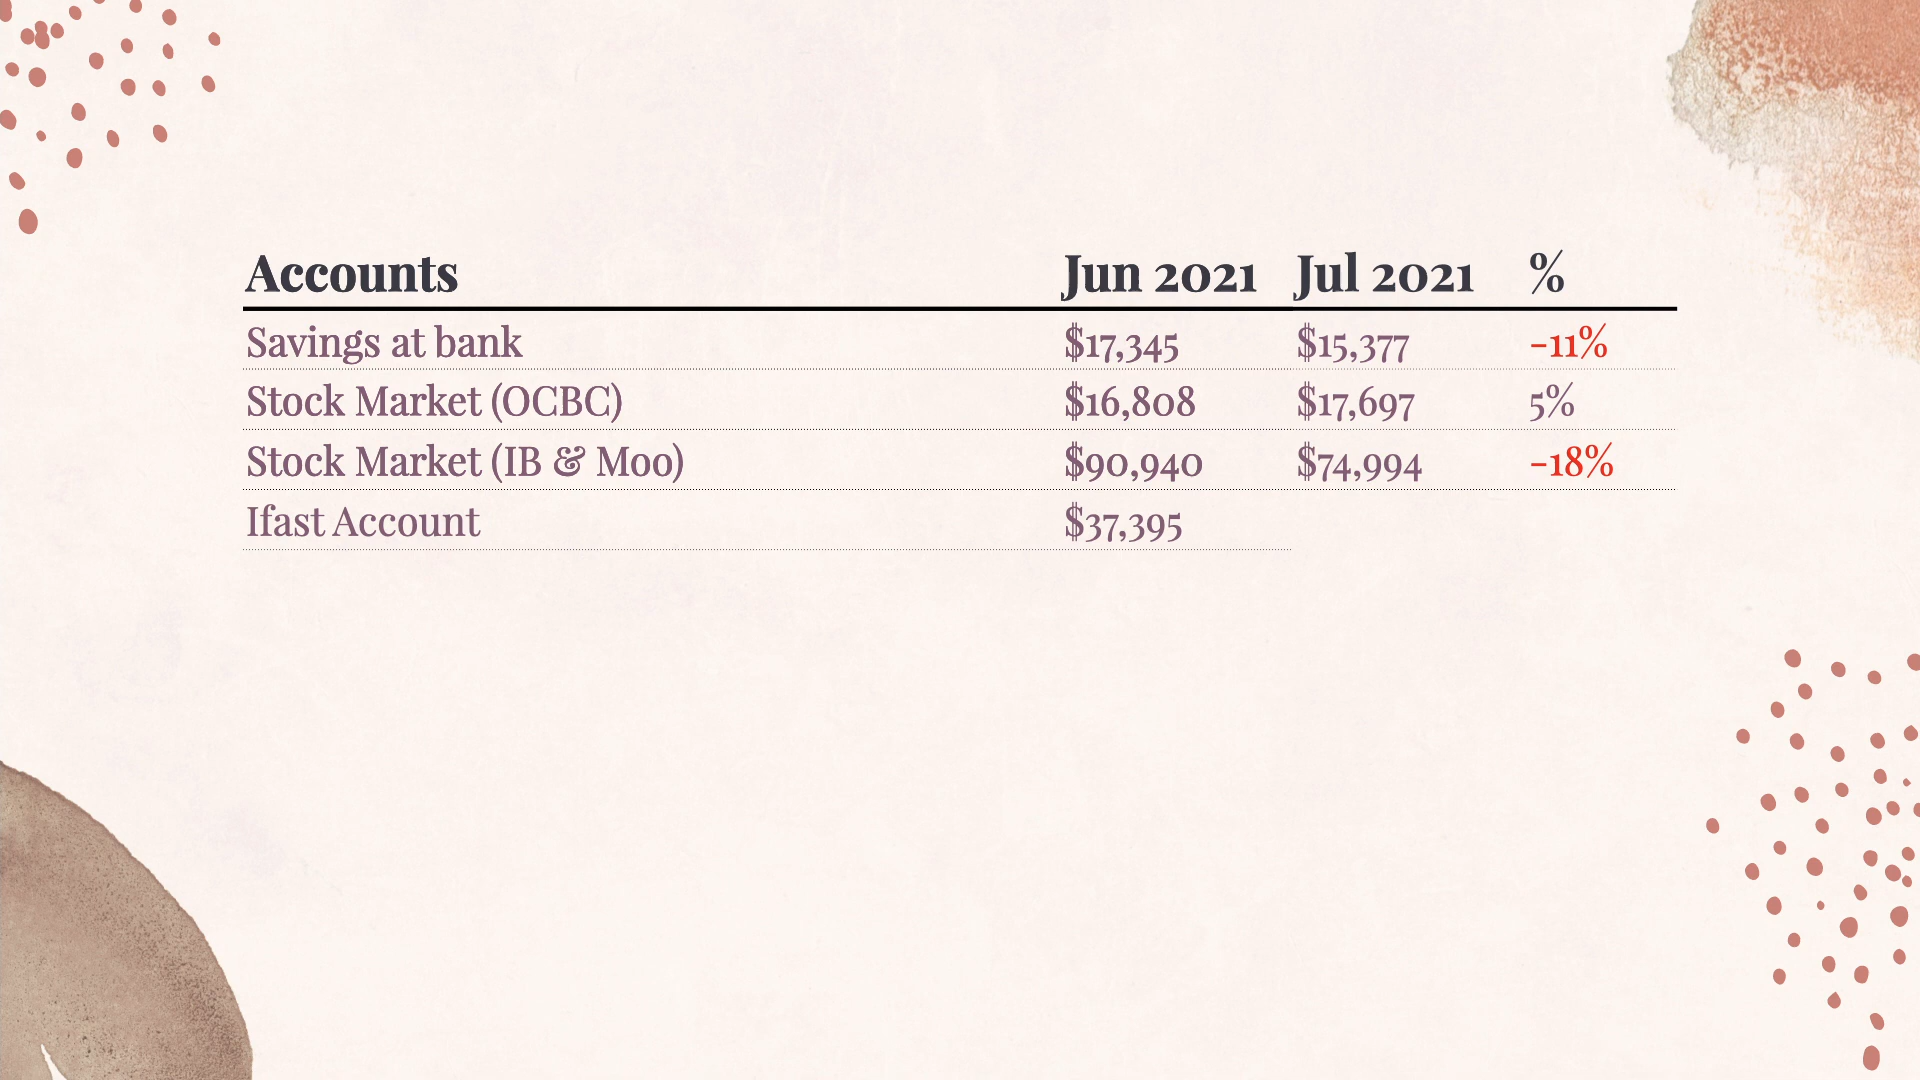 Accounts Jun 2021 Jul 2021 %
Savings at bank $17,345 $15,377 -11%
Stock Market (OCBC) $16,808 $17,697 5%
Stock Market (IB & Moo) $90,940 $74,994 -18%
Ifast Account $37,395